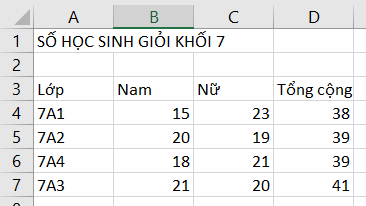 A B C D
1 SỐ HỌC SINH GIỎI KHỐI 7
2
3 Lớp Nam Nữ Tổng cộng
4 7A1 15 23 38
5 7A2 20 19 39
6 7A4 18 21 39
7 7A3 21 20 41